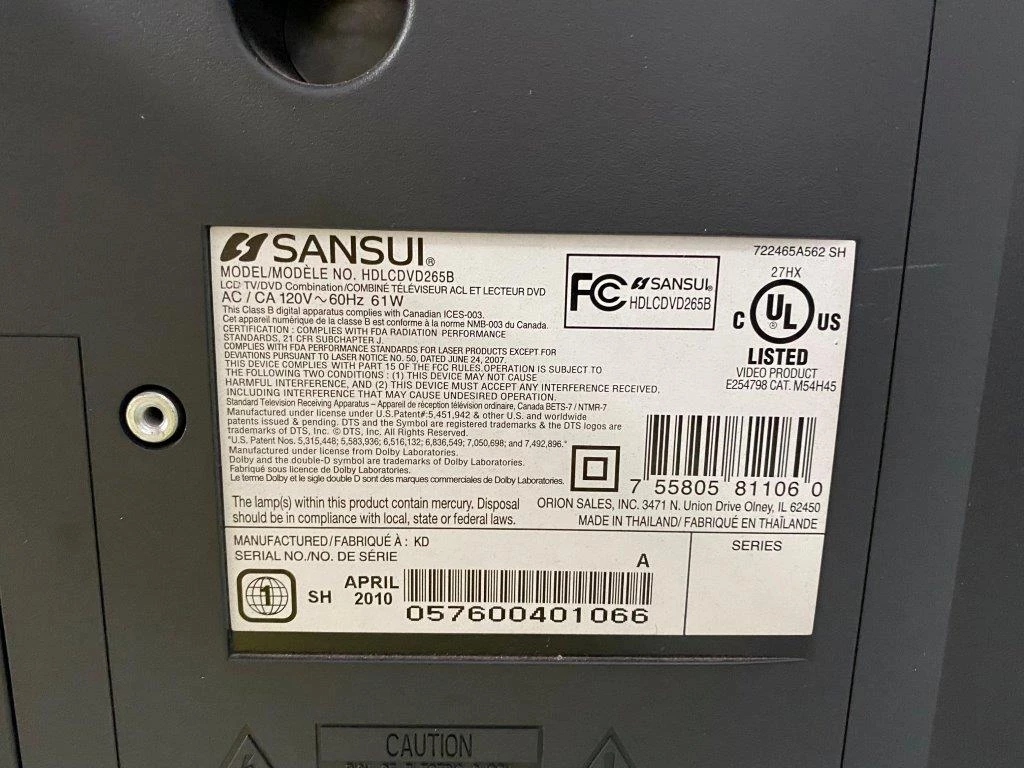 SANSUI®
MODEL/MODÈLE NO. HDLCDVD265B
LCD TV/DVD Combination/COMBINÉ TÉLÉVISEUR ACL ET LECTEUR DVD
AC / CA 120V~60Hz 61W
This Class B digital apparatus complies with Canadian ICES-003.
Cet appareil numérique de la classe B est conforme à la norme NMB-003 du Canada.
CERTIFICATION : COMPLIES WITH FDA RADIATION PERFORMANCE
STANDARDS, 21 CFR SUBCHAPTER J.
COMPLIES WITH FDA PERFORMANCE STANDARDS FOR LASER PRODUCTS EXCEPT FOR
DEVIATIONS PURSUANT TO LASER NOTICE NO. 50, DATED JUNE 24, 2007.
THIS DEVICE COMPLIES WITH PART 15 OF THE FCC RULES.OPERATION IS SUBJECT TO
THE FOLLOWING TWO CONDITIONS : (1) THIS DEVICE MAY NOT CAUSE
HARMFUL INTERFERENCE, AND (2) THIS DEVICE MUST ACCEPT ANY INTERFERENCE RECEIVED,
INCLUDING INTERFERENCE THAT MAY CAUSE UNDESIRED OPERATION.
Standard Television Receiving Apparatus – Appareil de réception télévision ordinaire, Canada BETS-7 / NTMR-7
Manufactured under license under U.S.Patent#:5,451,942 & other U.S. and worldwide
patents issued & pending. DTS and the Symbol are registered trademarks & the DTS logos are
trademarks of DTS, Inc. © DTS, Inc. All Rights Reserved.
"U.S. Patent Nos. 5,315,448; 5,583,936; 6,516,132; 6,836,549; 7,050,698; and 7,492,896."
Manufactured under license from Dolby Laboratories.
Dolby and the double-D symbol are trademarks of Dolby Laboratories.
Fabriqué sous licence de Dolby Laboratories.
Le terme Dolby et le sigle double D sont des marques commerciales de Dolby Laboratories.
The lamp(s) within this product contain mercury. Disposal
should be in compliance with local, state or federal laws.
FC SANSUI®
HDLCDVD265B
722465A562 SH
27HX
C UL® US
LISTED
VIDEO PRODUCT
E254798 CAT. M54H45
7 55805 81106 0
ORION SALES, INC. 3471 N. Union Drive Olney, IL 62450
MADE IN THAILAND/ FABRIQUÉ EN THAÏLANDE
MANUFACTURED/FABRIQUÉ À : KD
SERIAL NO./NO. DE SÉRIE
A
1 SH APRIL
2010
057600401066
SERIES
CAUTION